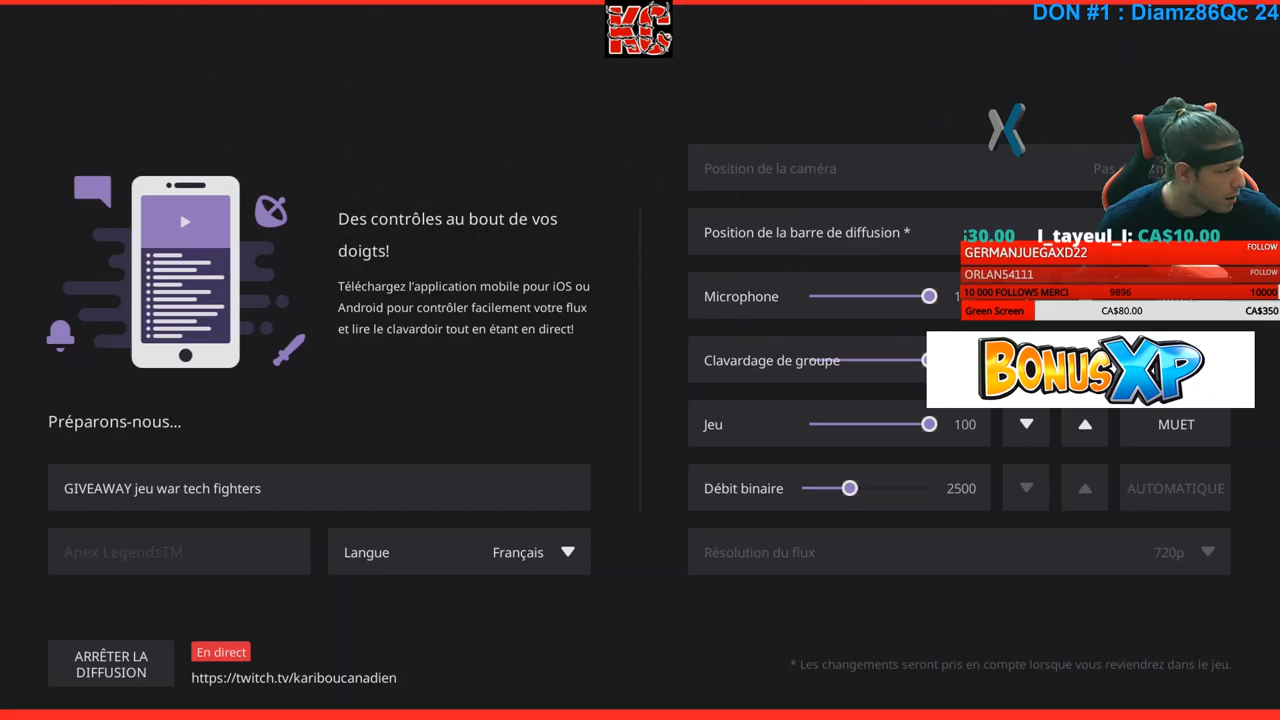 DON #1 : Diamz86Qc 24
KC
Position de la caméra
Position de la barre de diffusion *
30.00 I_tayeul_I: CA$10.00
GERMANJUEGAXD22 FOLLOW
ORLAN54111 FOLLOW
10 000 FOLLOWS MERCI 9896 10000
Green Screen CA$80.00 CA$350
Des contrôles au bout de vos
doigts!
Téléchargez l'application mobile pour iOS ou
Android pour contrôler facilement votre flux
et lire le clavardoir tout en étant en direct!
Microphone
Clavardage de groupe
BONUS XP
Jeu 100 MUET
Débit binaire 2500 AUTOMATIQUE
Résolution du flux 720p
Préparons-nous...
GIVEAWAY jeu war tech fighters
Apex Legends™
Langue Français
ARRÊTER LA
DIFFUSION
En direct
https://twitch.tv/kariboucanadien
* Les changements seront pris en compte lorsque vous reviendrez dans le jeu.